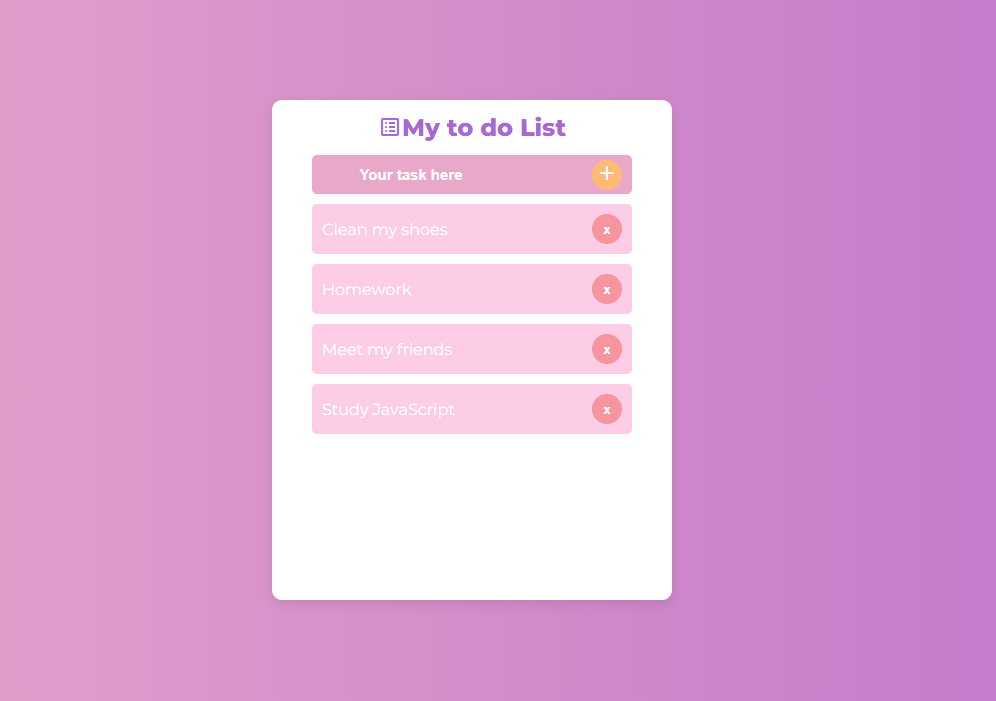 My to do List
Your task here
+
Clean my shoes
x
Homework
x
Meet my friends
x
Study JavaScript
x